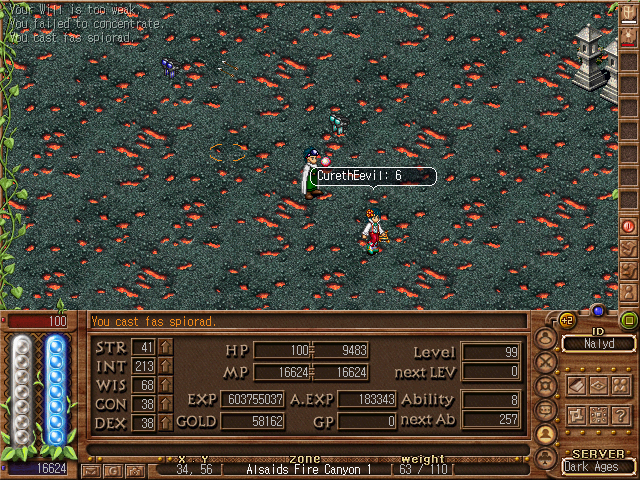 Your Will is too weak.
You failed to concentrate.
You cast fas spiorad.
CurethEevil: 6
100
You cast fas spiorad.
+2
ID
Nalyd
STR 41
HP 100 9483
Level 99
INT 213
MP 16624 16624
next LEV 0
WIS 68
CON 38
EXP 603755037
A.EXP 183343
Ability 8
DEX 38
GOLD 58162
GP 0
next Ab 257
x y zone weight
SERVER
16624
G
34, 56
Alsaids Fire Canyon 1
[ 63 / 110 ]
Dark Ages
?